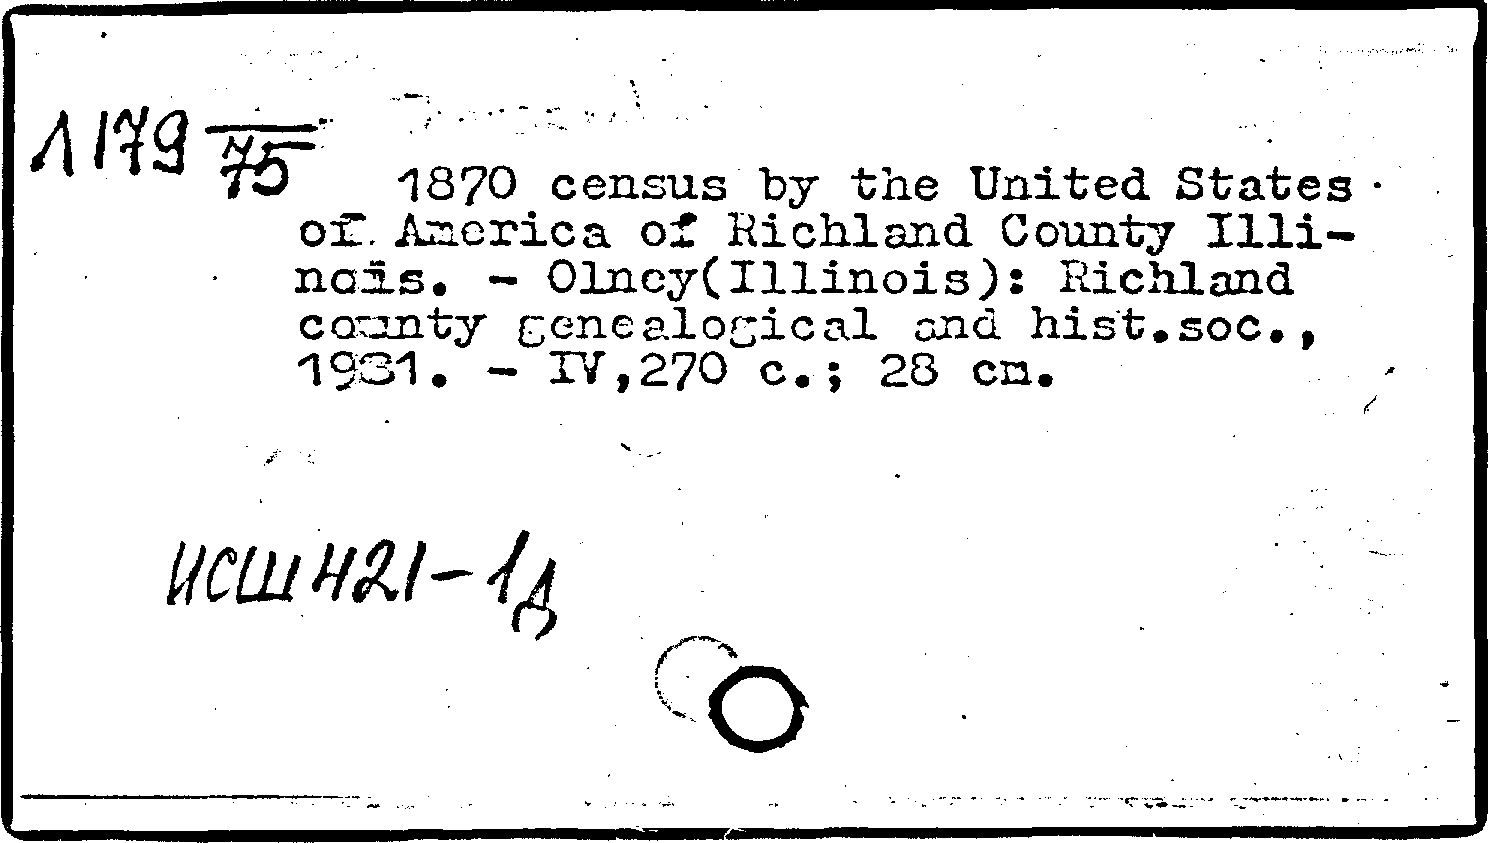 Л 179/75
1870 census by the United States
of America of Richland County Illi-
nois. - Olney(Illinois): Richland
county genealogical and hist.soc.,
1981. - IV,270 c.; 28 cm.
ИСШ421-1Д